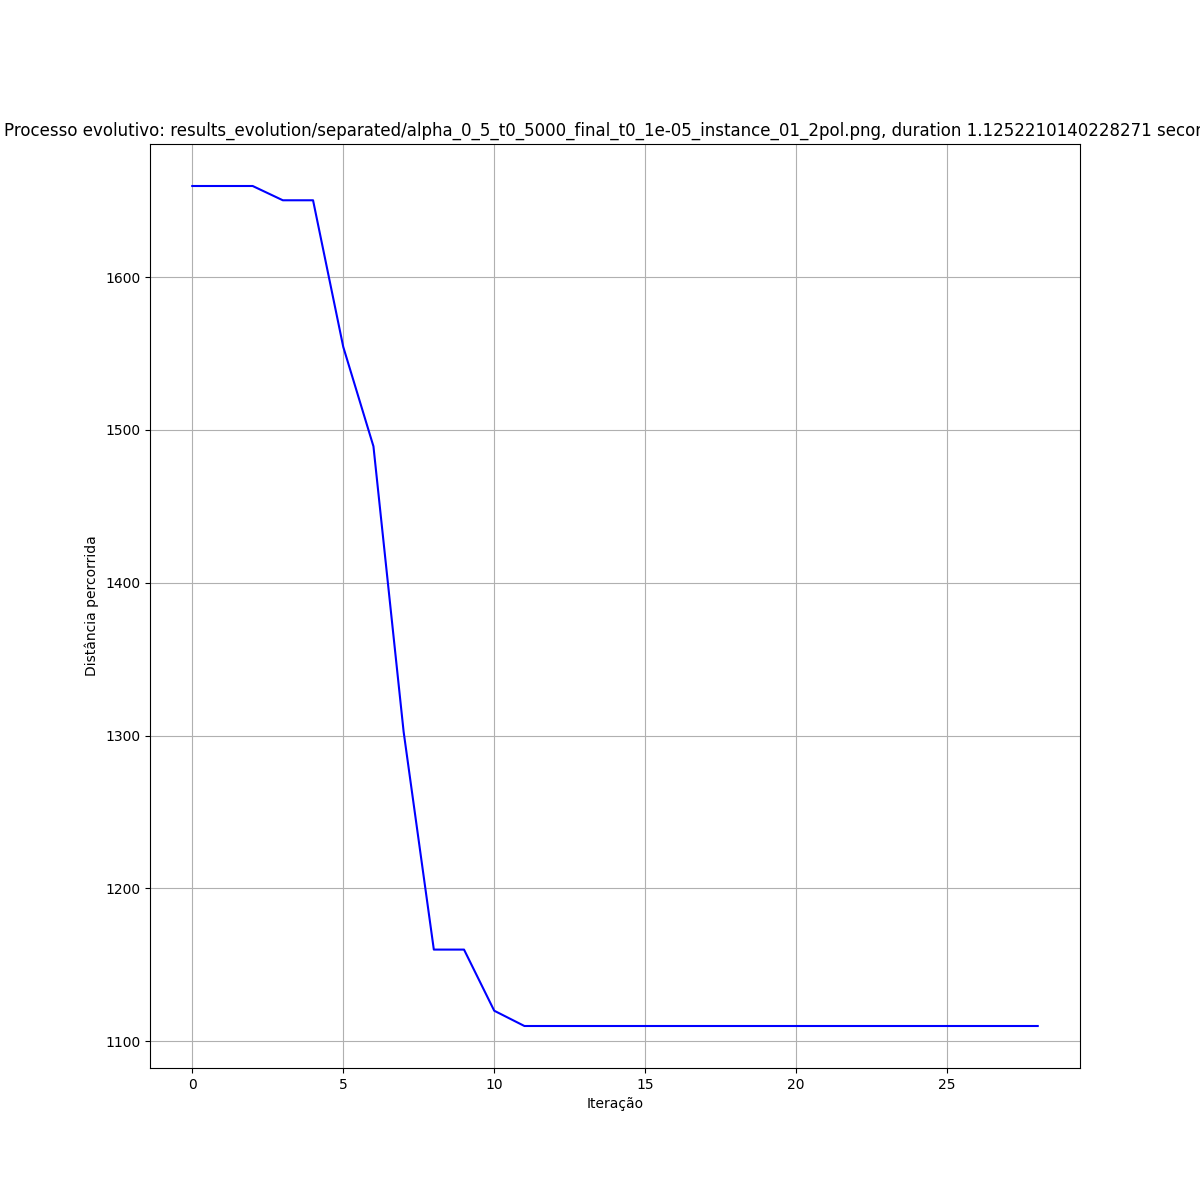 Processo evolutivo: results_evolution/separated/alpha_0_5_t0_5000_final_t0_1e-05_instance_01_2pol.png, duration 1.1252210140228271 secon
1600
1500
1400
1300
1200
1100
Distância percorrida
0 5 10 15 20 25
Iteração